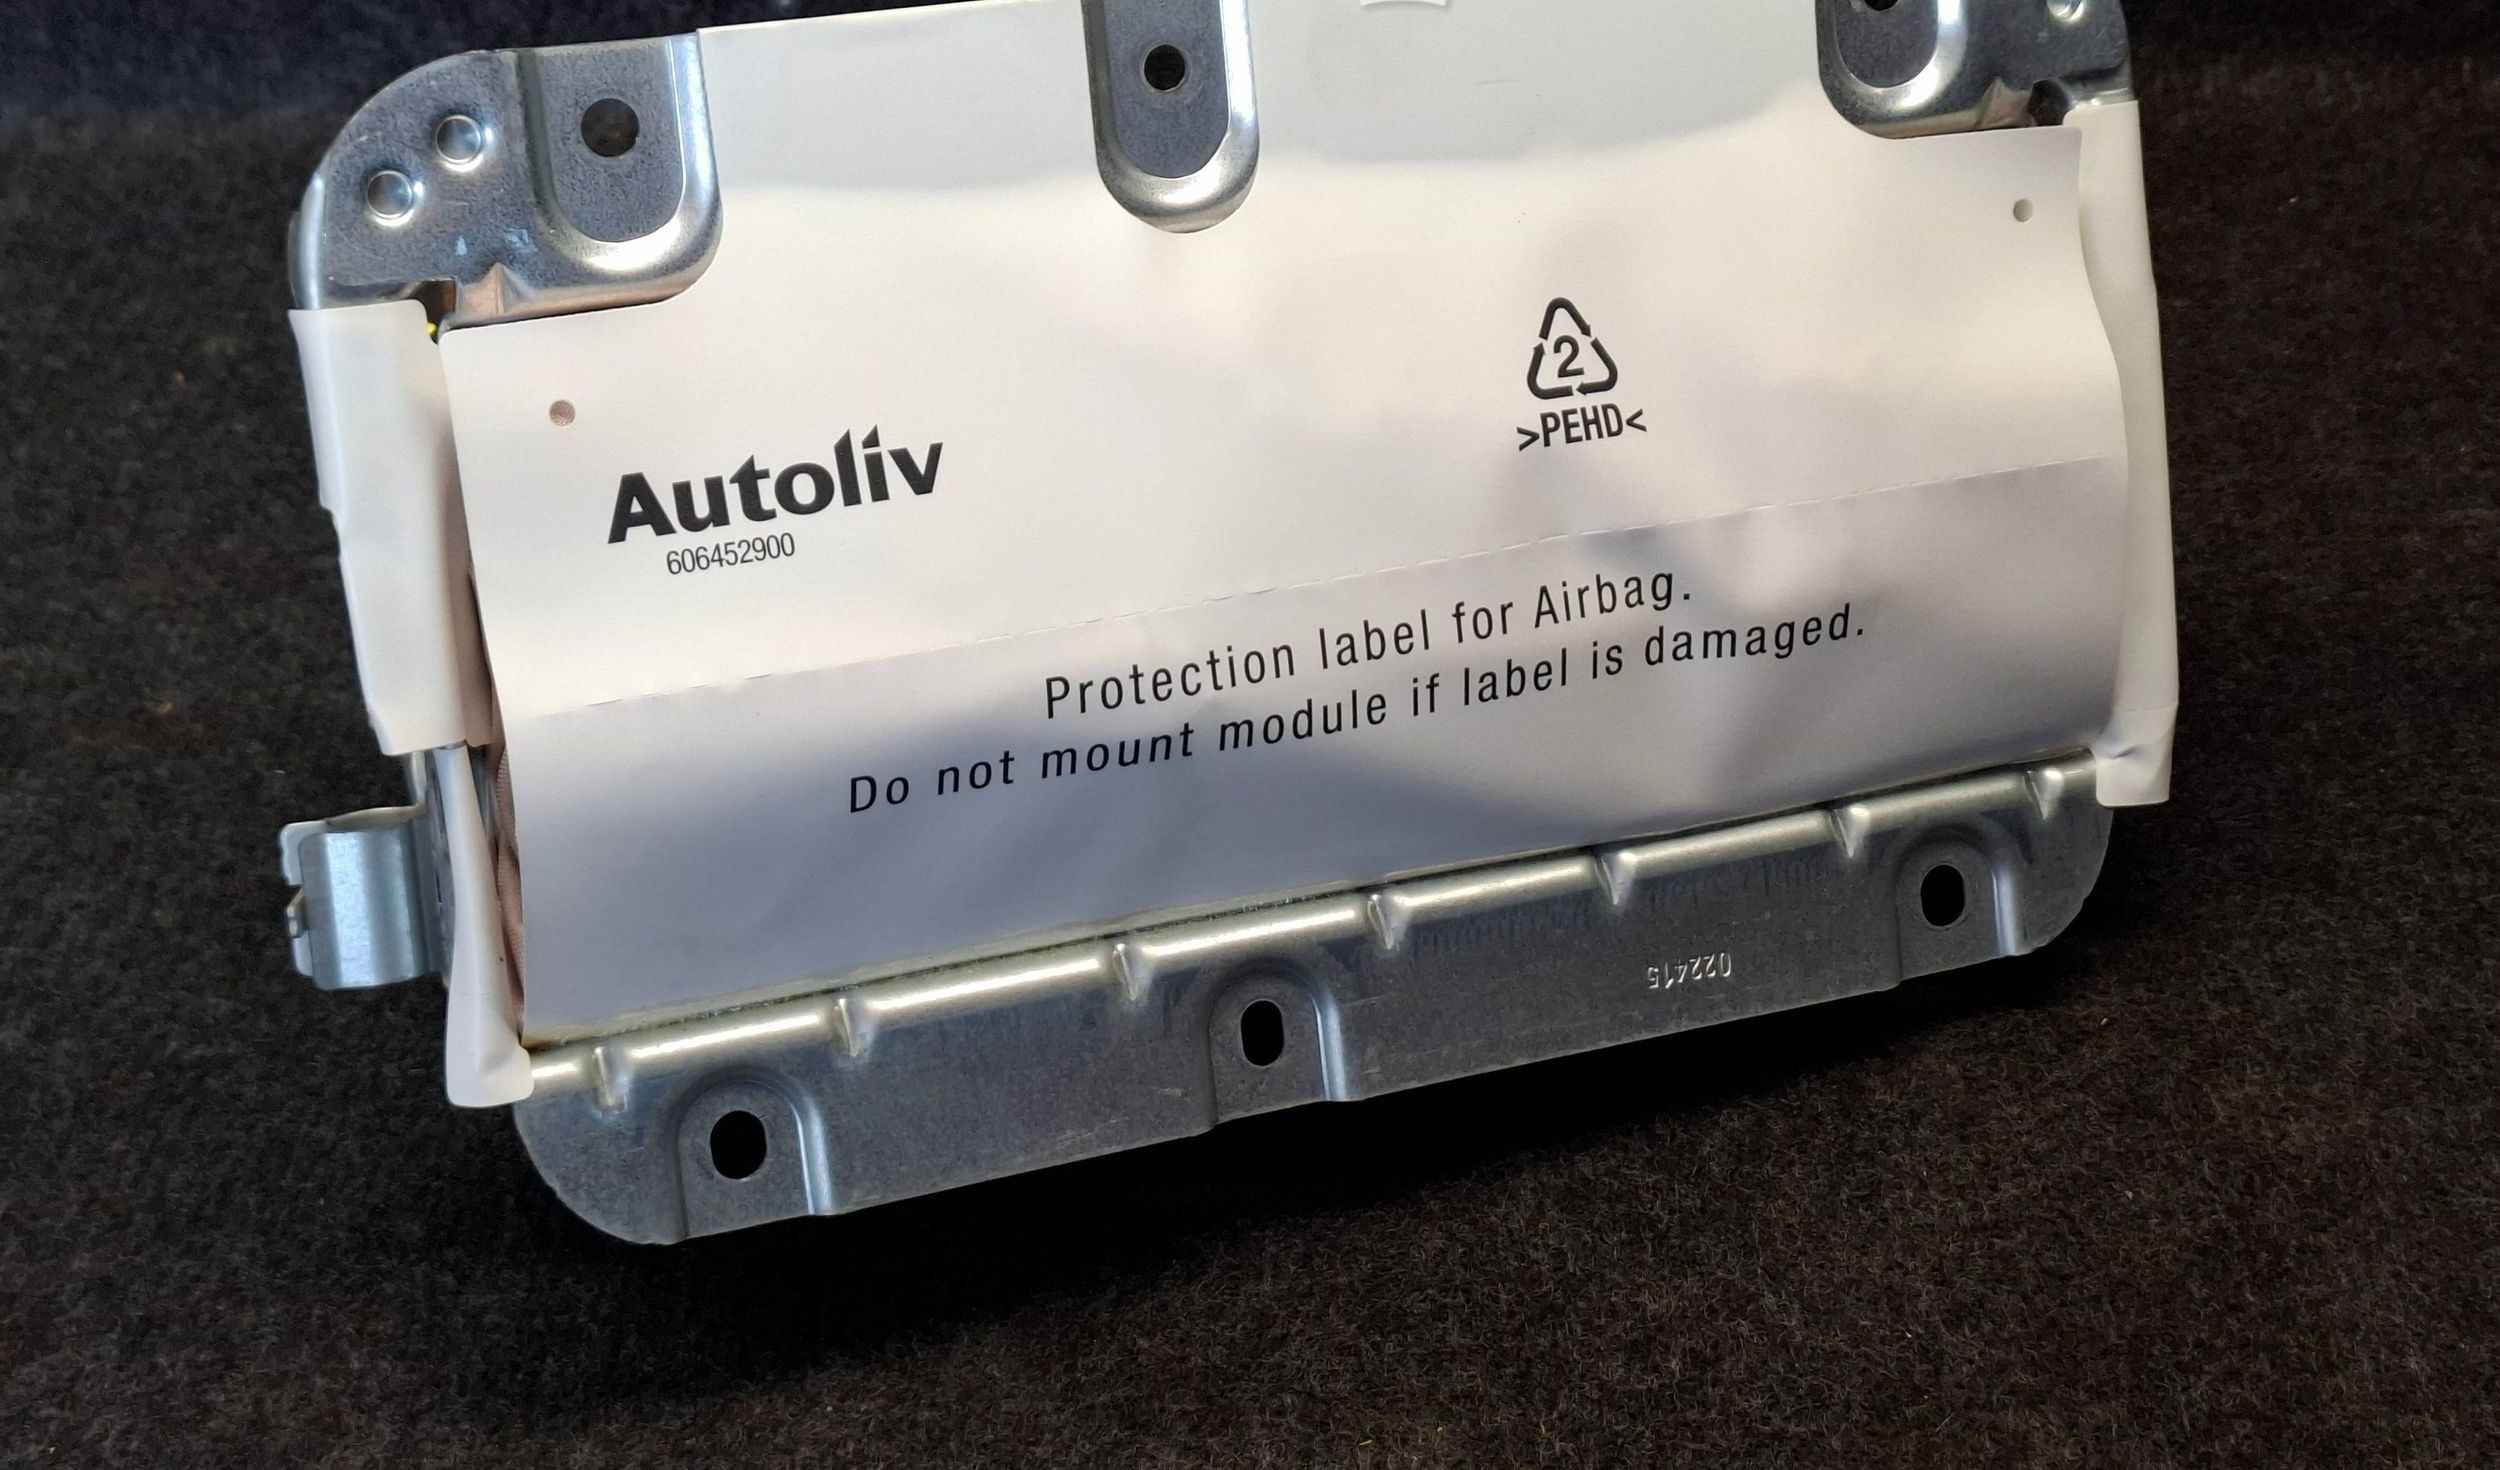 2
>PEHD<
Autoliv
606452900
Protection label for Airbag.
Do not mount module if label is damaged.
022415